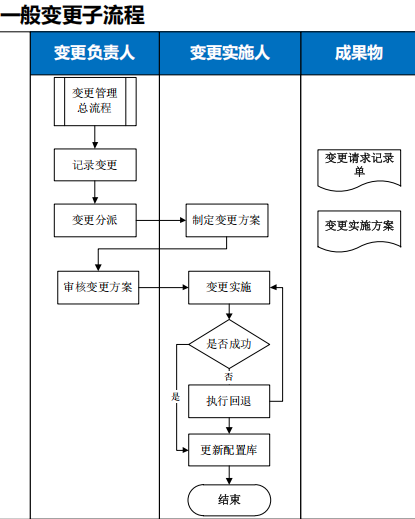 一般变更子流程
变更负责人
变更实施人
成果物
变更管理
总流程
记录变更
变更请求记录
单
变更分派
制定变更方案
变更实施方案
审核变更方案
变更实施
是否成功
否
是
执行回退
更新配置库
结束